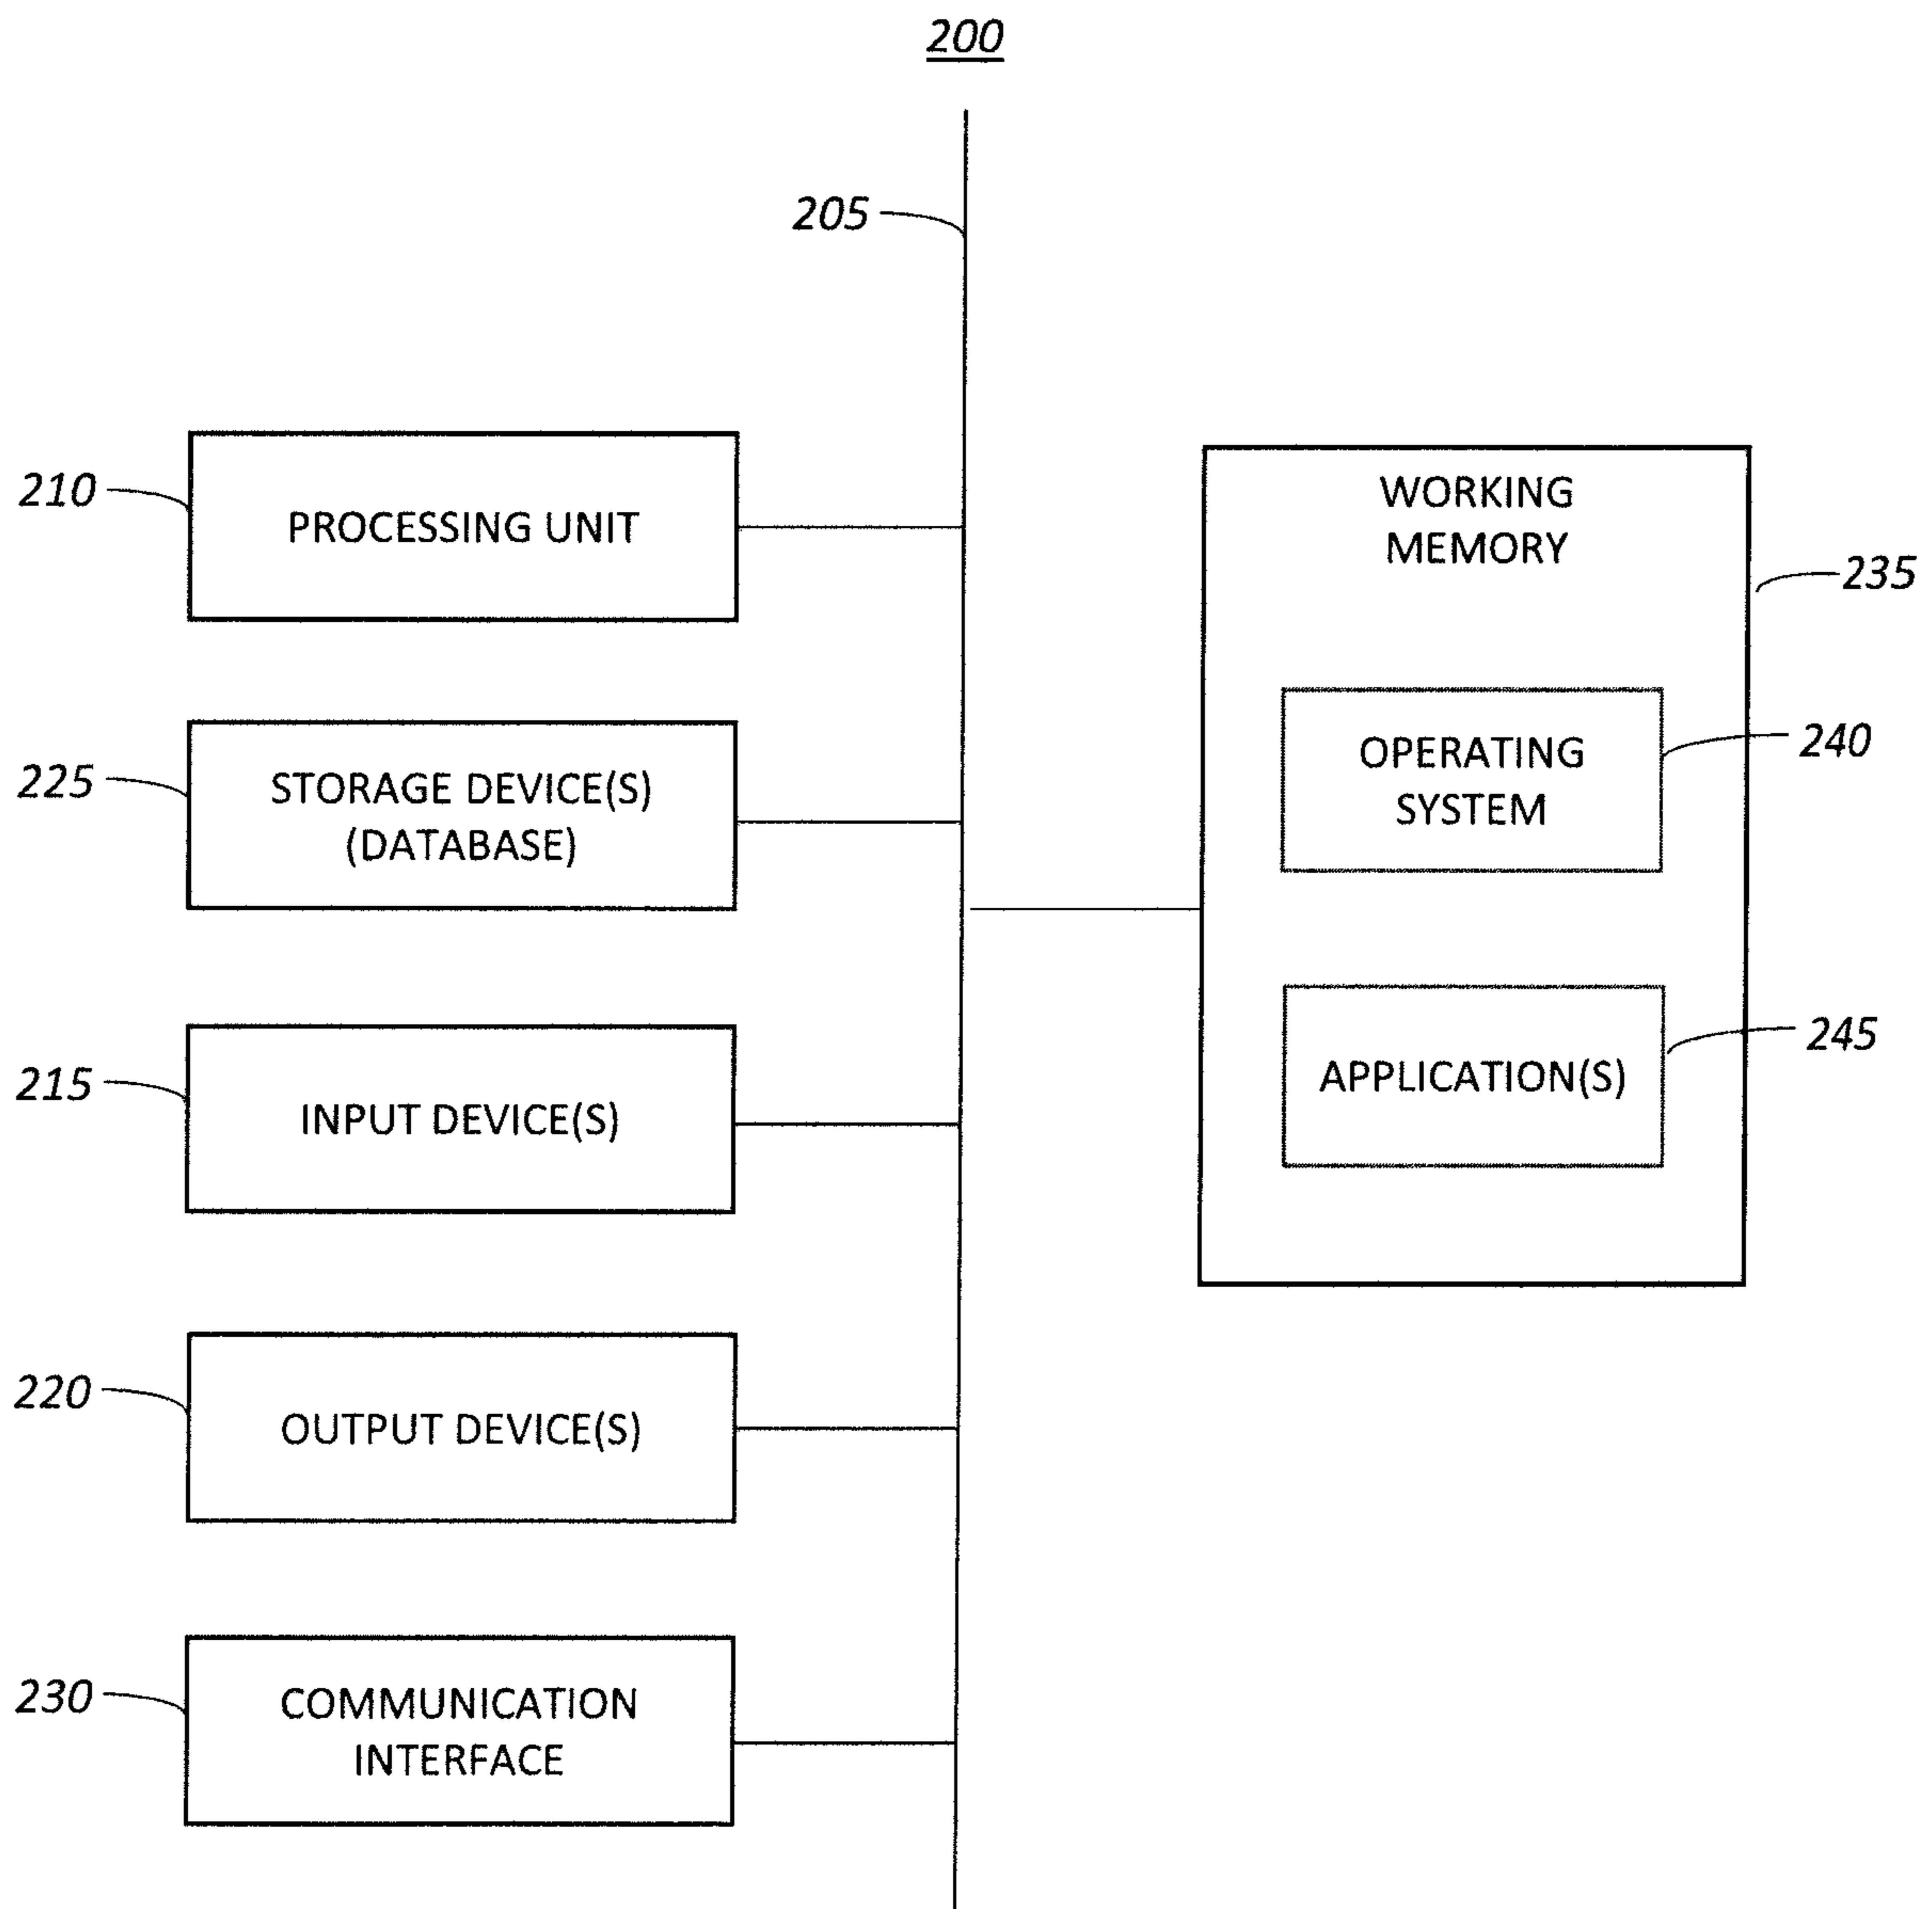 200
205
210
PROCESSING UNIT
225
STORAGE DEVICE(S)
(DATABASE)
215
INPUT DEVICE(S)
220
OUTPUT DEVICE(S)
230
COMMUNICATION
INTERFACE
WORKING
MEMORY
235
OPERATING
SYSTEM
240
APPLICATION(S)
245